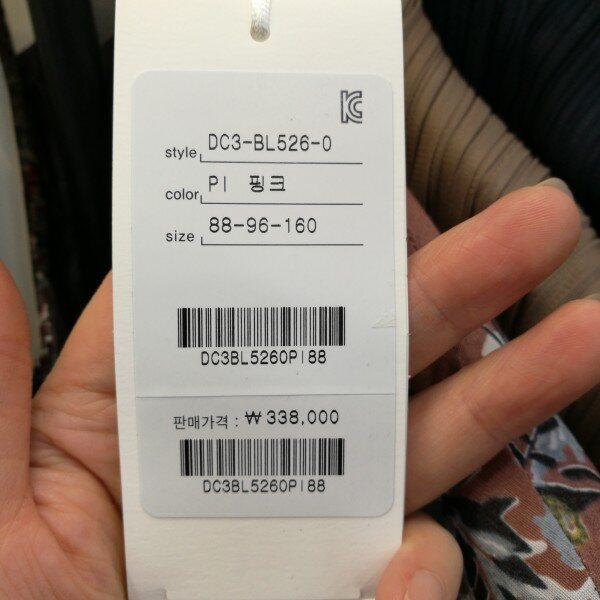 KC
style DC3-BL526-0
color PI 핑크
size 88-96-160
DC3BL5260PI88
판매가격 : ₩ 338,000
DC3BL5260PI88